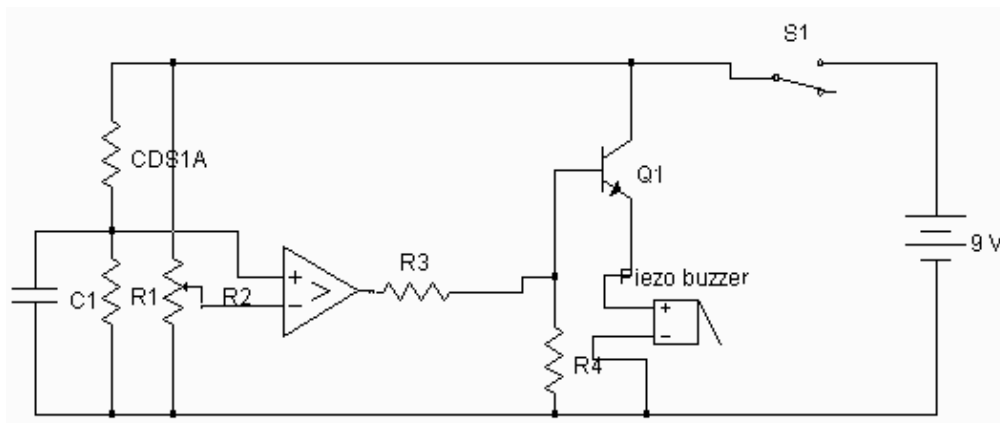 S1
CDS1A
Q1
9 V
R3
Piezo buzzer
C1
R1
R2
+
−
>
+
−
R4